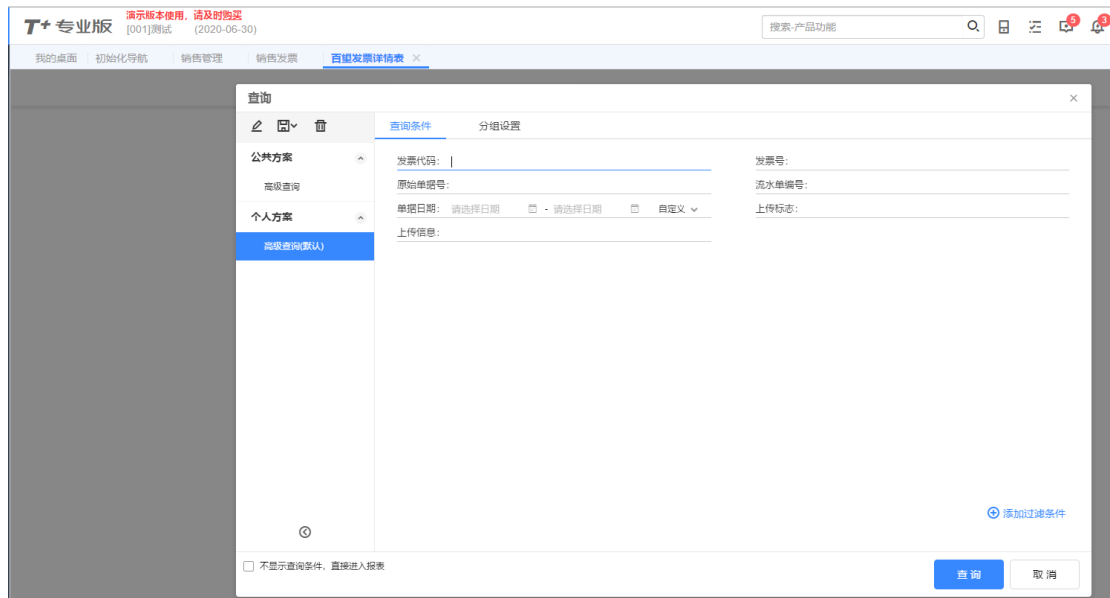 T+ 专业版
演示版本使用，请及时购买
[001]测试 (2020-06-30)
搜索-产品功能
5
3
我的桌面 初始化导航 销售管理 销售发票 百望发票详情表
查询
查询条件 分组设置
公共方案
高级查询
个人方案
高级查询(默认)
发票代码： 发票号：
原始单据号： 流水单编号：
单据日期： 请选择日期 - 请选择日期 自定义 上传标志：
上传信息：
添加过滤条件
不显示查询条件，直接进入报表
查询 取消